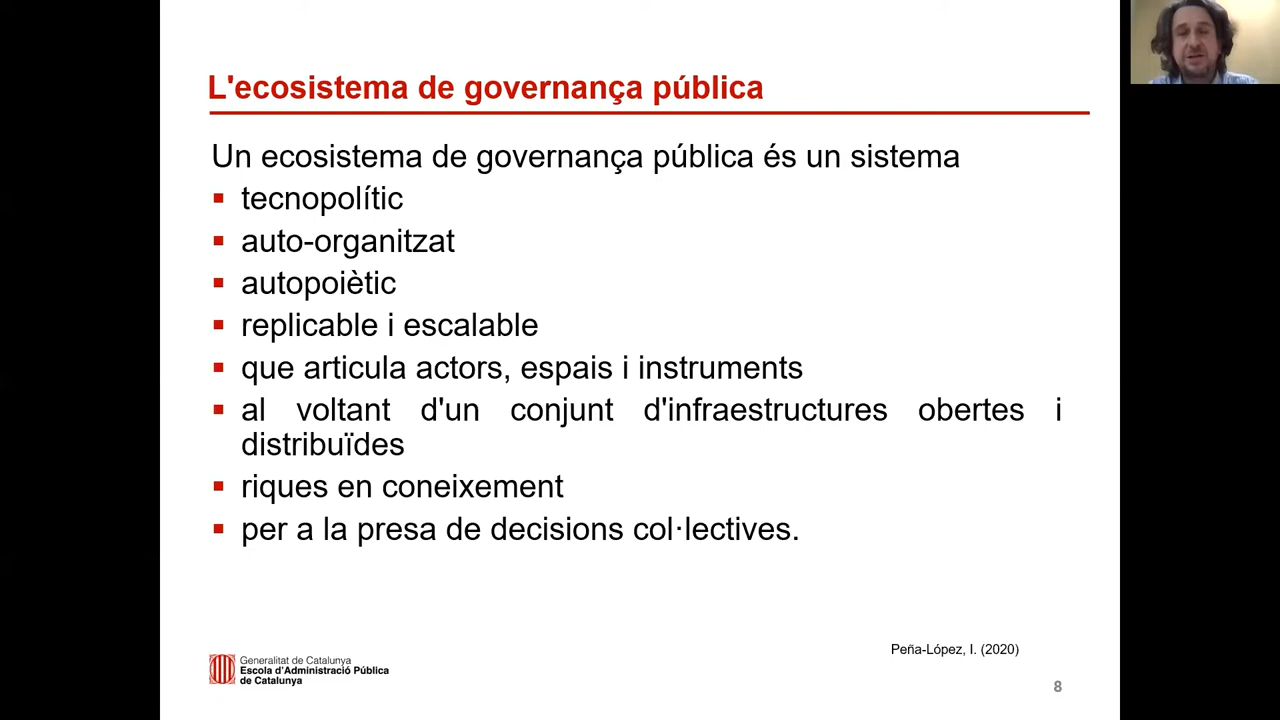 L'ecosistema de governança pública
Un ecosistema de governança pública és un sistema
▪ tecnopolític
▪ auto-organitzat
▪ autopoiètic
▪ replicable i escalable
▪ que articula actors, espais i instruments
▪ al voltant d'un conjunt d'infraestructures obertes i
distribuïdes
▪ riques en coneixement
▪ per a la presa de decisions col·lectives.
Peña-López, I. (2020)
Generalitat de Catalunya
Escola d'Administració Pública
de Catalunya
8